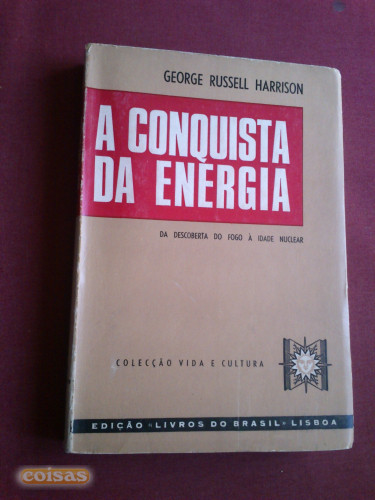 GEORGE RUSSELL HARRISON
A CONQUISTA
DA ENERGIA
DA DESCOBERTA DO FOGO À IDADE NUCLEAR
COLECÇÃO VIDA E CULTURA
EDIÇÃO «LIVROS DO BRASIL» LISBOA
coisas